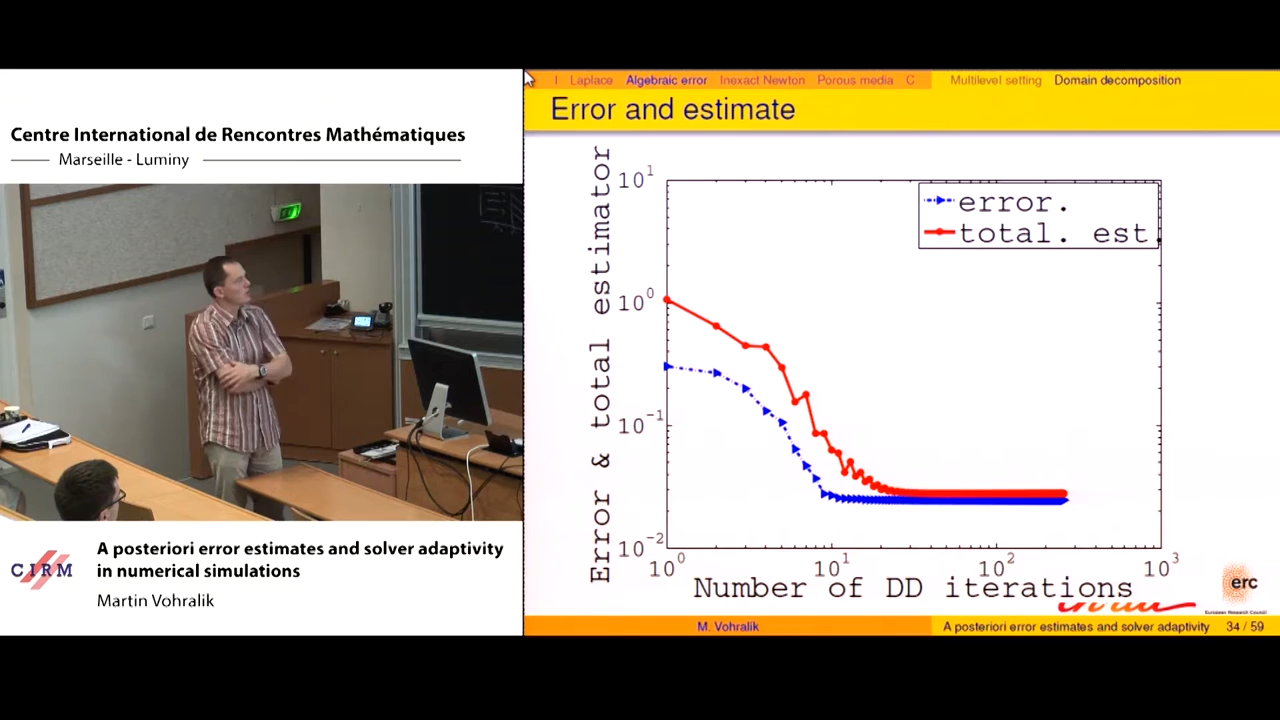 Centre International de Rencontres Mathématiques
Marseille - Luminy
CIRM
A posteriori error estimates and solver adaptivity
in numerical simulations
Martin Vohralik
I Laplace Algebraic error Inexact Newton Porous media C Multilevel setting Domain decomposition
Error and estimate
Error & total estimator
10^1
10^0
10^-1
10^-2
error.
total. est.
10^0 10^1 10^2 10^3
Number of DD iterations
erc
European Research Council
M. Vohralik A posteriori error estimates and solver adaptivity 34 / 59